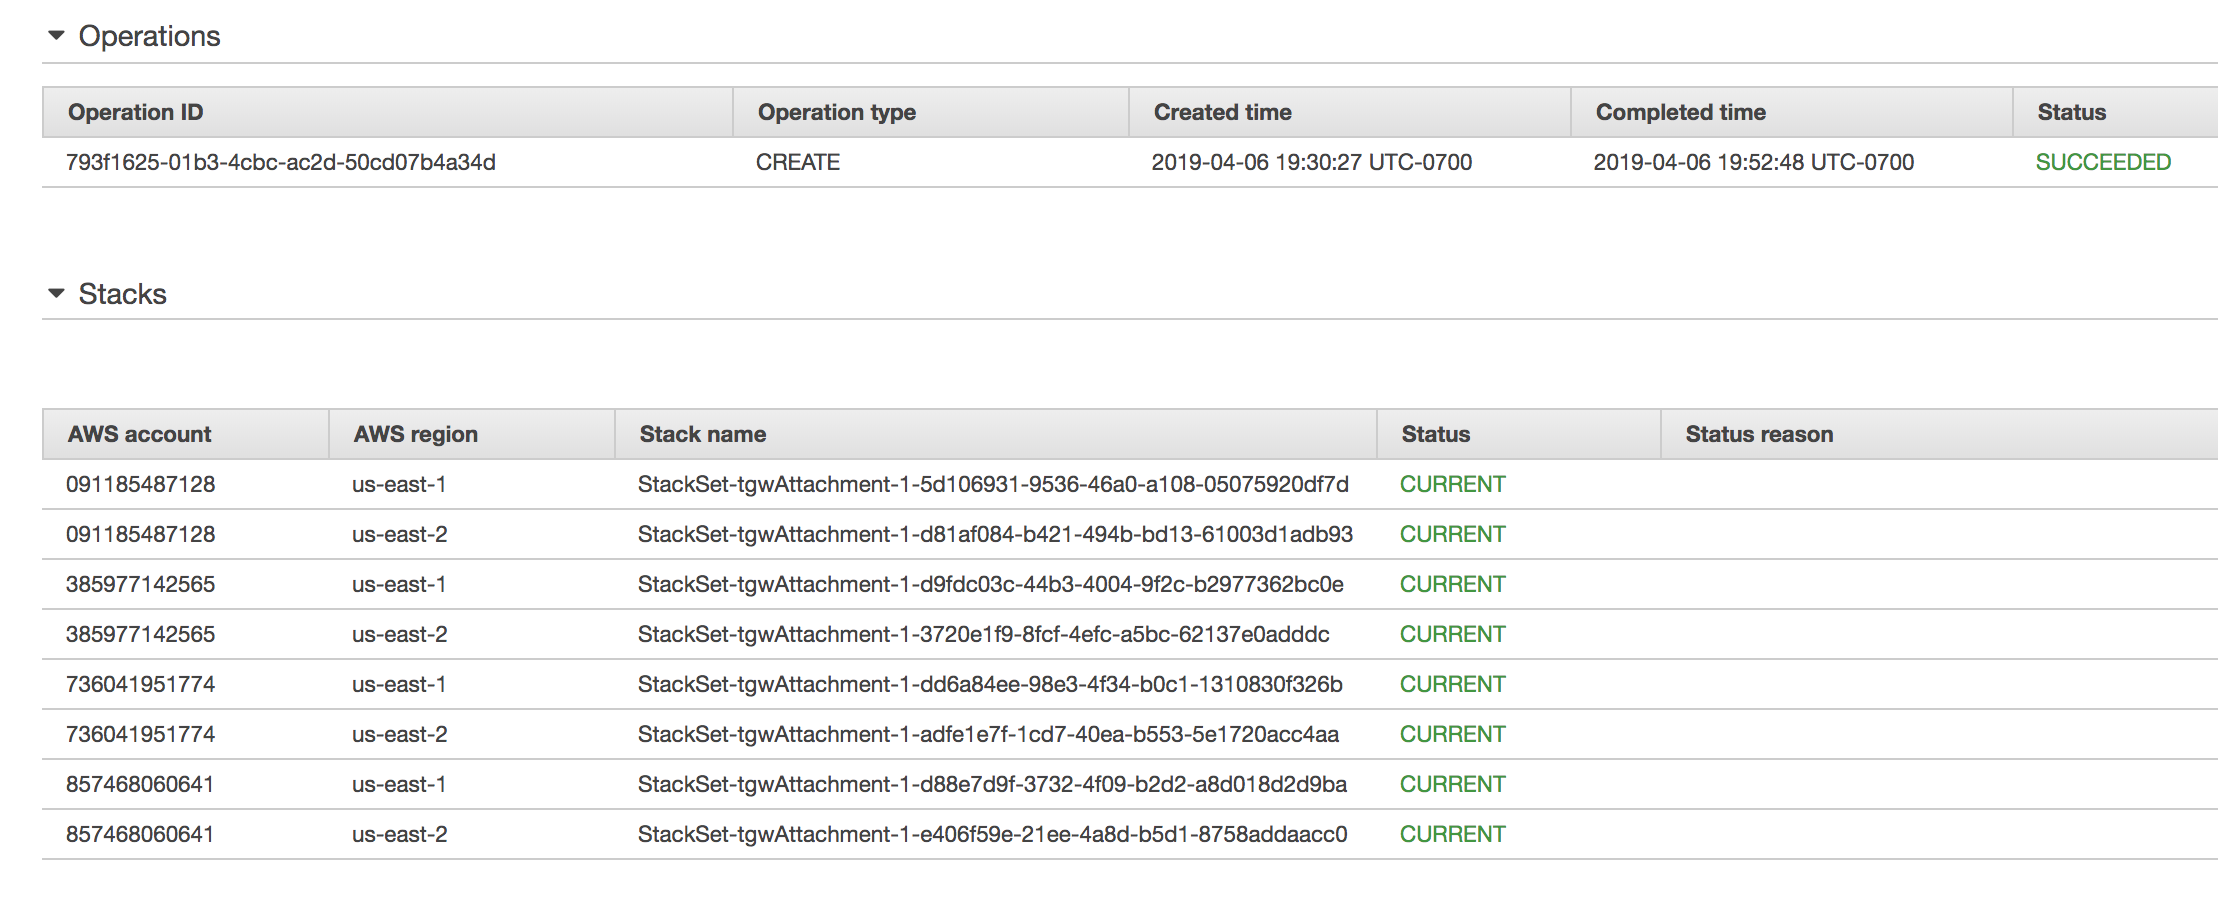 Operations
Operation ID Operation type Created time Completed time Status
793f1625-01b3-4cbc-ac2d-50cd07b4a34d CREATE 2019-04-06 19:30:27 UTC-0700 2019-04-06 19:52:48 UTC-0700 SUCCEEDED
Stacks
AWS account AWS region Stack name Status Status reason
091185487128 us-east-1 StackSet-tgwAttachment-1-5d106931-9536-46a0-a108-05075920df7d CURRENT
091185487128 us-east-2 StackSet-tgwAttachment-1-d81af084-b421-494b-bd13-61003d1adb93 CURRENT
385977142565 us-east-1 StackSet-tgwAttachment-1-d9fdc03c-44b3-4004-9f2c-b2977362bc0e CURRENT
385977142565 us-east-2 StackSet-tgwAttachment-1-3720e1f9-8fcf-4efc-a5bc-62137e0adddc CURRENT
736041951774 us-east-1 StackSet-tgwAttachment-1-dd6a84ee-98e3-4f34-b0c1-1310830f326b CURRENT
736041951774 us-east-2 StackSet-tgwAttachment-1-adfe1e7f-1cd7-40ea-b553-5e1720acc4aa CURRENT
857468060641 us-east-1 StackSet-tgwAttachment-1-d88e7d9f-3732-4f09-b2d2-a8d018d2d9ba CURRENT
857468060641 us-east-2 StackSet-tgwAttachment-1-e406f59e-21ee-4a8d-b5d1-8758addaacc0 CURRENT